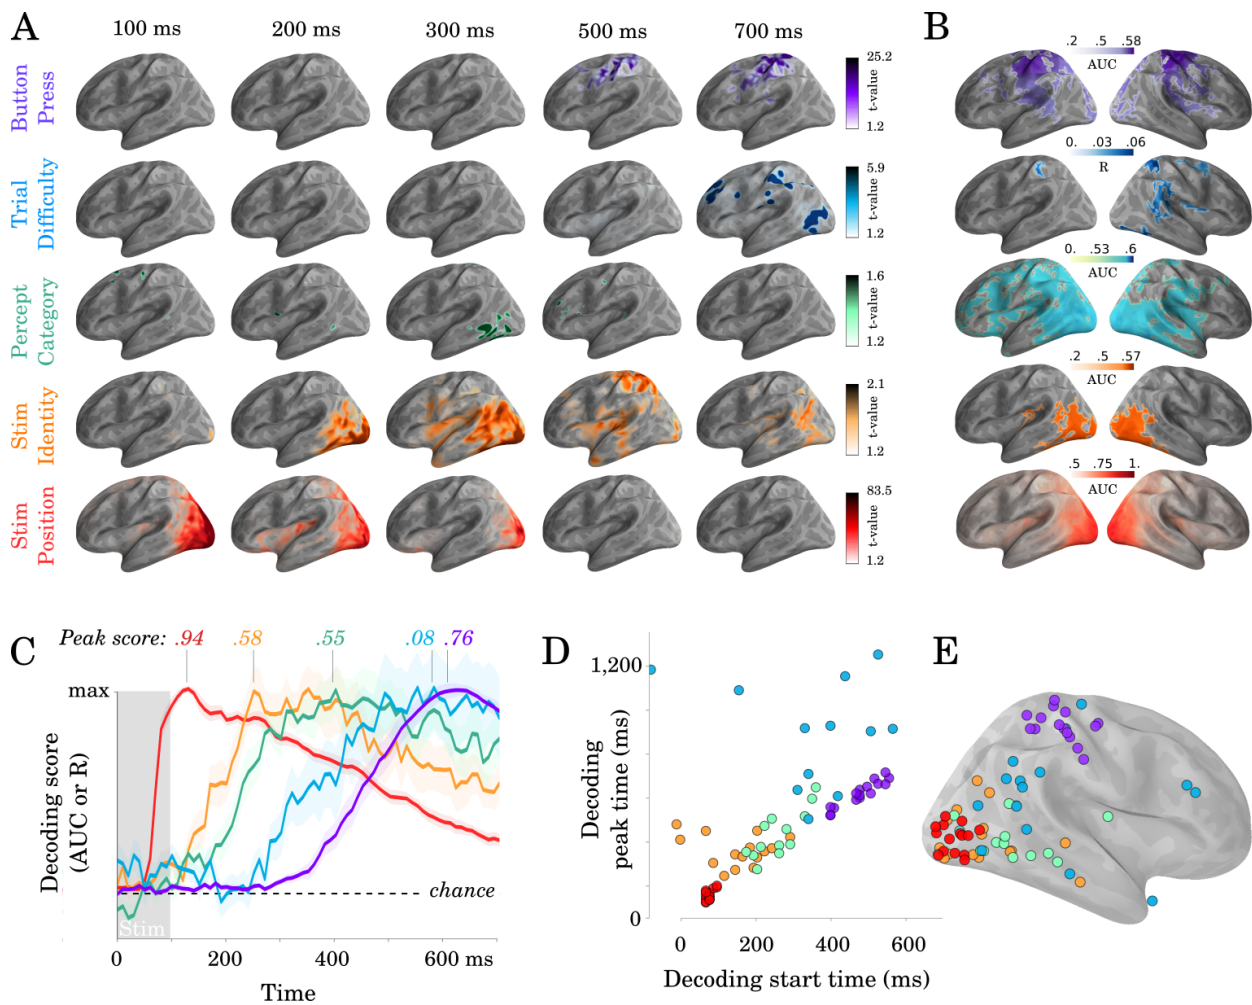 A
100 ms 200 ms 300 ms 500 ms 700 ms
Button
Press
25.2
t-value
1.2
Trial
Difficulty
5.9
t-value
1.2
Percept
Category
1.6
t-value
1.2
Stim
Identity
2.1
t-value
1.2
Stim
Position
83.5
t-value
1.2
B
.2 .5 .58
AUC
0. .03 .06
R
0. .53 .6
AUC
.2 .5 .57
AUC
.5 .75 1.
AUC
C
Peak score: .94 .58 .55 .08 .76
max
Decoding score
(AUC or R)
chance
Stim
0 200 400 600 ms
Time
D
1,200
Decoding
peak time (ms)
0
0 200 400 600
Decoding start time (ms)
E